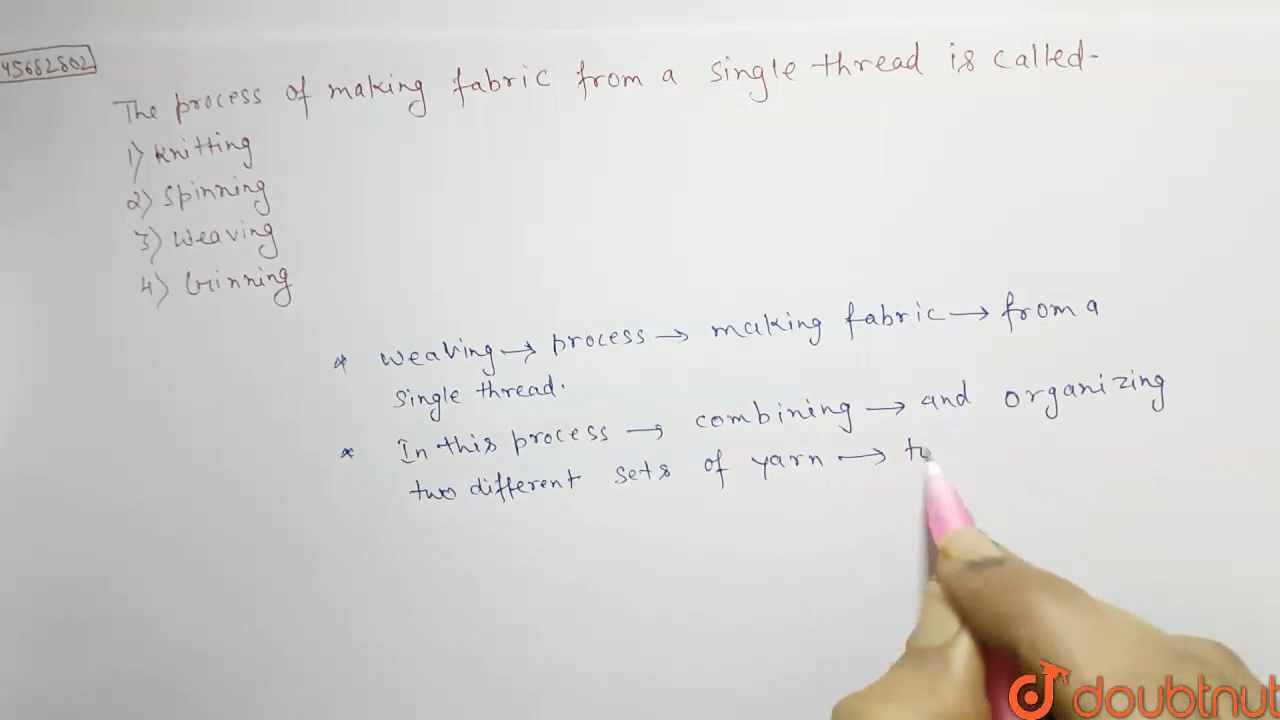 45682802
The process of making fabric from a single thread is called-
1) knitting
2) spinning
3) weaving
4) Ginning
* weaving → process → making fabric → from a
single thread.
* In this process → combining → and organizing
two different sets of yarn → tw
doubtnut